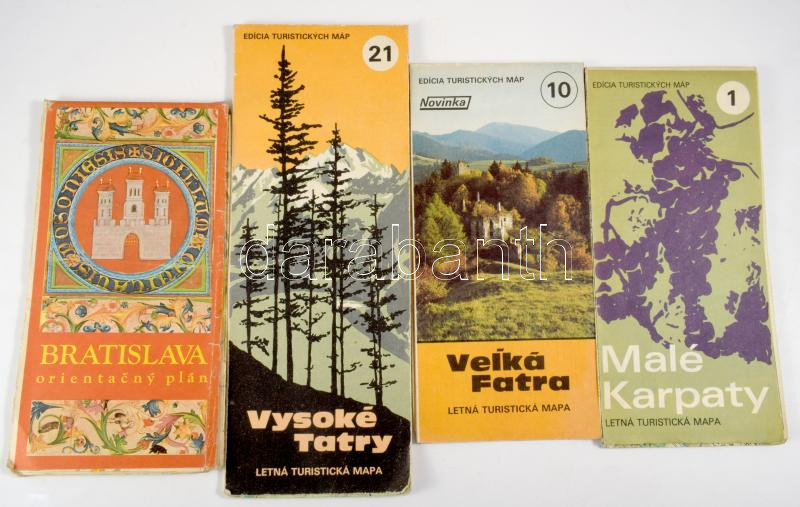 SIGILLUM
BRATISLAVA
orientačný plán
EDÍCIA TURISTICKÝCH MÁP
21
Vysoké
Tatry
LETNÁ TURISTICKÁ MAPA
EDÍCIA TURISTICKÝCH MÁP
Novinka
10
Veľká
Fatra
LETNÁ TURISTICKÁ MAPA
EDÍCIA TURISTICKÝCH MÁP
1
Malé
Karpaty
LETNÁ TURISTICKÁ MAPA
darabanth